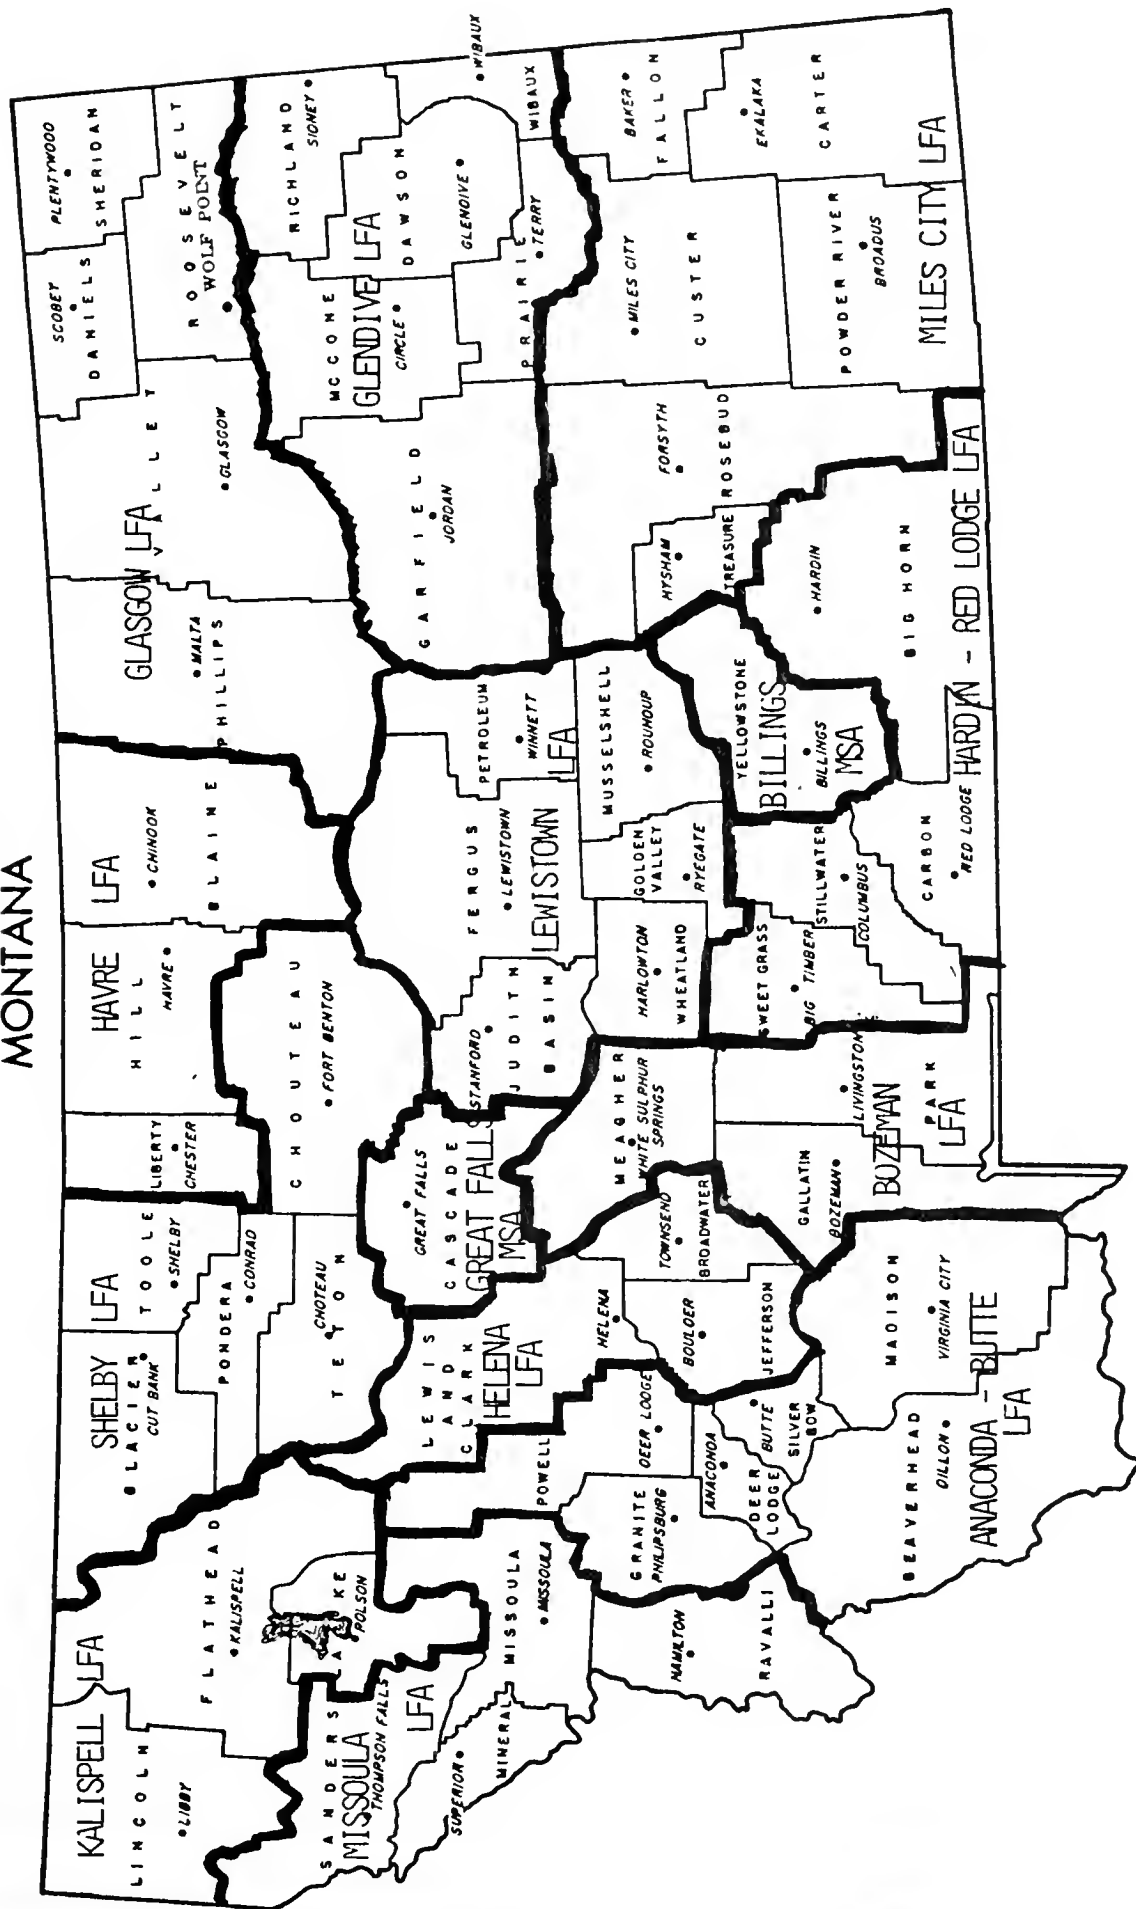 MONTANA
KALISPELL LFA
LINCOLN
LIBBY
FLATHEAD
KALISPELL
LAKE
POLSON
SANDERS
MISSOULA
THOMPSON FALLS
LFA
SUPERIOR
MINERAL
MISSOULA
MISSOULA
HAMILTON
RAVALLI
SHELBY LFA
GLACIER
CUT BANK
TOOLE
SHELBY
PONDERA
CONRAD
CHOTEAU
TETON
LEWIS
AND
CLARK
HELENA
LFA
HELENA
POWELL
DEER LODGE
GRANITE
PHILIPSBURG
ANACONDA
DEER
LODGE
BUTTE
SILVER
BOW
BOULDER
JEFFERSON
TOWNSEND
BROADWATER
BEAVERHEAD
DILLON
ANACONDA - BUTTE
LFA
MADISON
VIRGINIA CITY
HAVRE LFA
LIBERTY
CHESTER
HILL
HAVRE
BLAINE
CHINOOK
CHOUTEAU
FORT BENTON
GREAT FALLS
CASCADE
GREAT FALLS
MSA
MEAGHER
WHITE SULPHUR
SPRINGS
GALLATIN
BOZEMAN
BOZEMAN
LFA
LIVINGSTON
PARK
STANFORD
JUDITH
BASIN
FERGUS
LEWISTOWN
LEWISTOWN LFA
PETROLEUM
WINNETT
HARLOWTON
WHEATLAND
GOLDEN
VALLEY
RYEGATE
MUSSELSHELL
ROUNDUP
SWEET GRASS
BIG TIMBER
STILLWATER
COLUMBUS
YELLOWSTONE
BILLINGS
BILLINGS
MSA
CARBON
RED LODGE
HARDIN - RED LODGE LFA
BIG HORN
HARDIN
GLASGOW LFA
PHILLIPS
MALTA
VALLEY
GLASGOW
SCOBEY
DANIELS
PLENTYWOOD
SHERIDAN
ROOSEVELT
WOLF POINT
GARFIELD
JORDAN
MCCONE
CIRCLE
GLENDIVE LFA
RICHLAND
SIDNEY
DAWSON
GLENDIVE
WIBAUX
WIBAUX
PRAIRIE
TERRY
HYSHAM
TREASURE
ROSEBUD
FORSYTH
MILES CITY
CUSTER
BAKER
FALLON
EKALAKA
CARTER
POWDER RIVER
BROADUS
MILES CITY LFA